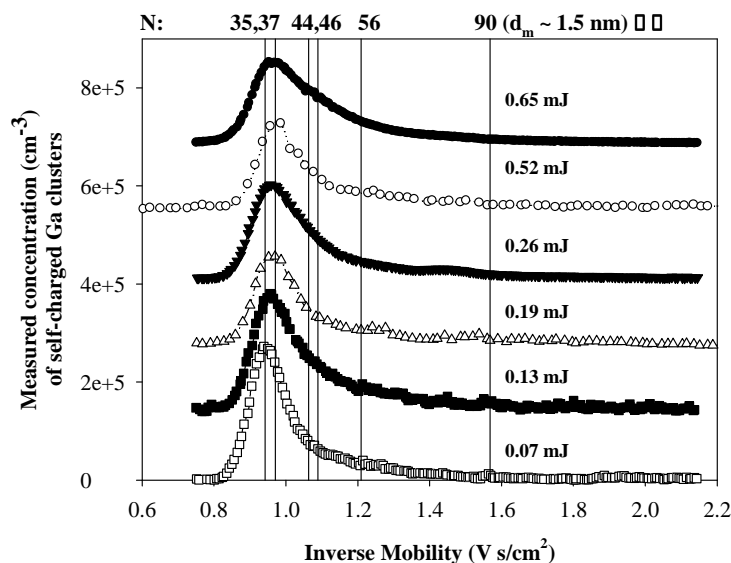 N: 35,37 44,46 56 90 (dm ~ 1.5 nm) ▯ ▯
8e+5
6e+5
4e+5
2e+5
0
Measured concentration (cm-3)
of self-charged Ga clusters
0.65 mJ
0.52 mJ
0.26 mJ
0.19 mJ
0.13 mJ
0.07 mJ
0.6 0.8 1.0 1.2 1.4 1.6 1.8 2.0 2.2
Inverse Mobility (V s/cm2)